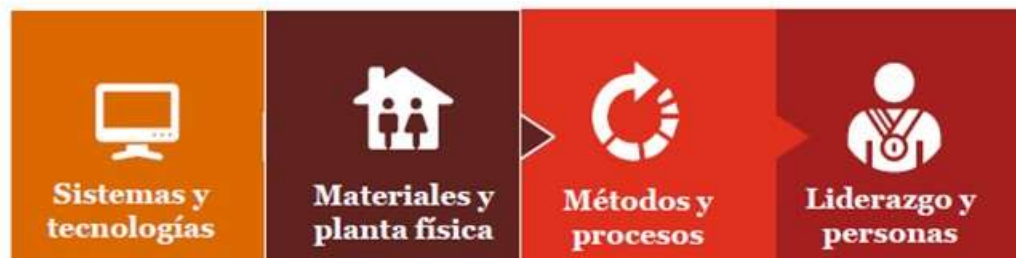 Sistemas y
tecnologías
Materiales y
planta física
Métodos y
procesos
Liderazgo y
personas